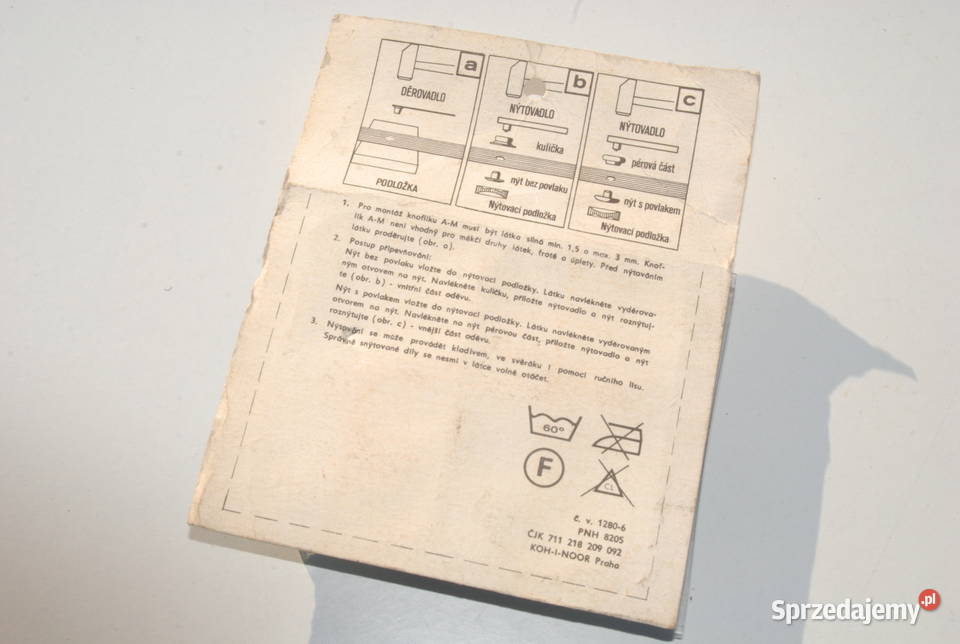 a
DĚROVADLO
PODLOŽKA
b
NÝTOVADLO
kulička
nýt bez povlaku
Nýtovací podložka
c
NÝTOVADLO
pérová část
nýt s povlakem
Nýtovací podložka
1. Pro montáž knoflíku A-M musí být látka silná min. 1,5 a max. 3 mm. Knof-
lík A-M není vhodný pro měkčí druhy látek, froté a úplety. Před nýtováním
látku proděrujte (obr. a).
2. Postup připevňování:
Nýt bez povlaku vložte do nýtovací podložky. Látku navlékněte vyděrova-
ným otvorem na nýt. Navlékněte kuličku, přiložte nýtovadlo a nýt roznýtuj-
te (obr. b) - vnitřní část oděvu.
Nýt s povlakem vložte do nýtovací podložky. Látku navlékněte vyděrovaným
otvorem na nýt. Navlékněte na nýt pérovou část, přiložte nýtovadlo a nýt
roznýtujte (obr. c) - vnější část oděvu.
3. Nýtování se může provádět kladivem, ve svěráku i pomocí ručního lisu.
Správně snýtované díly se nesmí v látce volně otáčet.
60°
F
CL
č. v. 1280-6
PNH 8205
ČJK 711 218 209 092
KOH-I-NOOR Praha
Sprzedajemy.pl